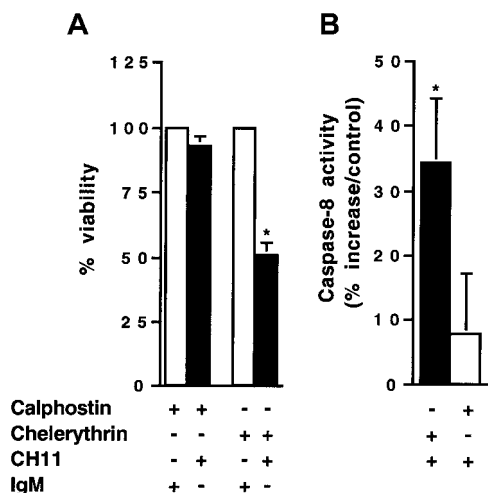 A
B
% viability
125
100
75
50
25
0
*
Caspase-8 activity
(% increase/control)
50
40
30
20
10
0
*
Calphostin + + - - - +
Chelerythrin - - + + + -
CH11 - + - + + +
IgM + - + -